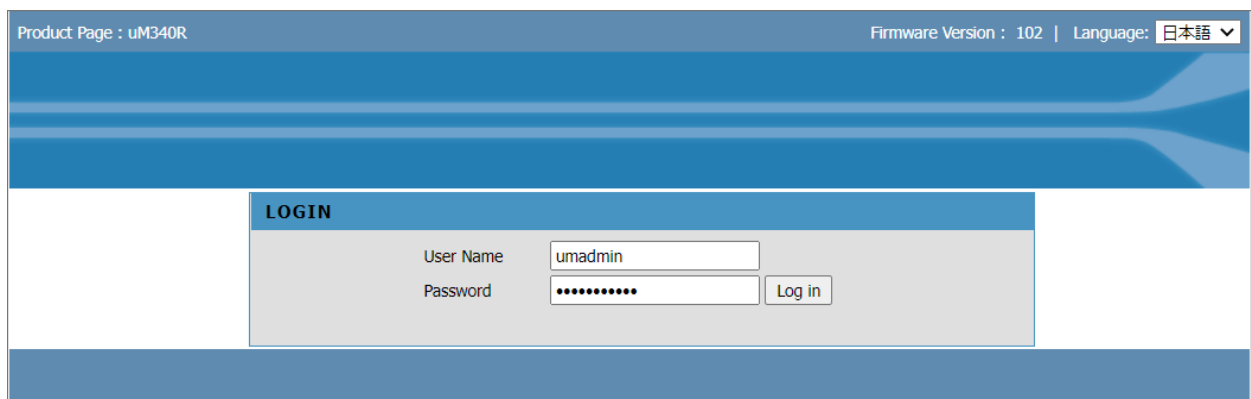 Product Page : uM340R Firmware Version : 102 | Language: 日本語
LOGIN
User Name umadmin
Password ••••••••••• Log in